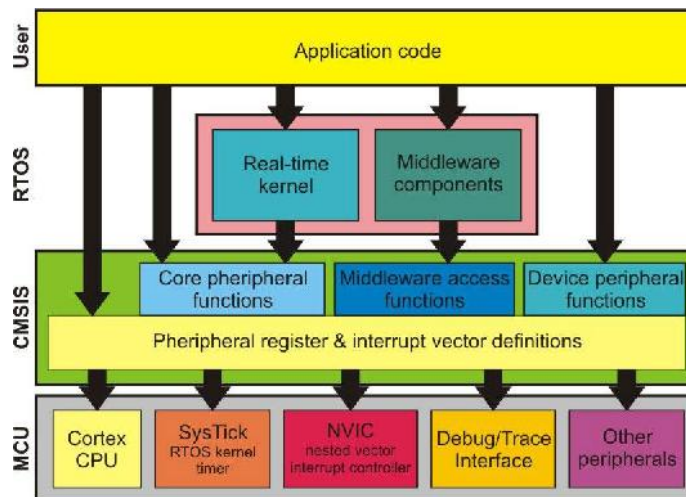 User
Application code
RTOS
Real-time
kernel
Middleware
components
CMSIS
Core pheripheral
functions
Middleware access
functions
Device peripheral
functions
Pheripheral register & interrupt vector definitions
MCU
Cortex
CPU
SysTick
RTOS kernel
timer
NVIC
nested vector
interrupt controller
Debug/Trace
Interface
Other
peripherals